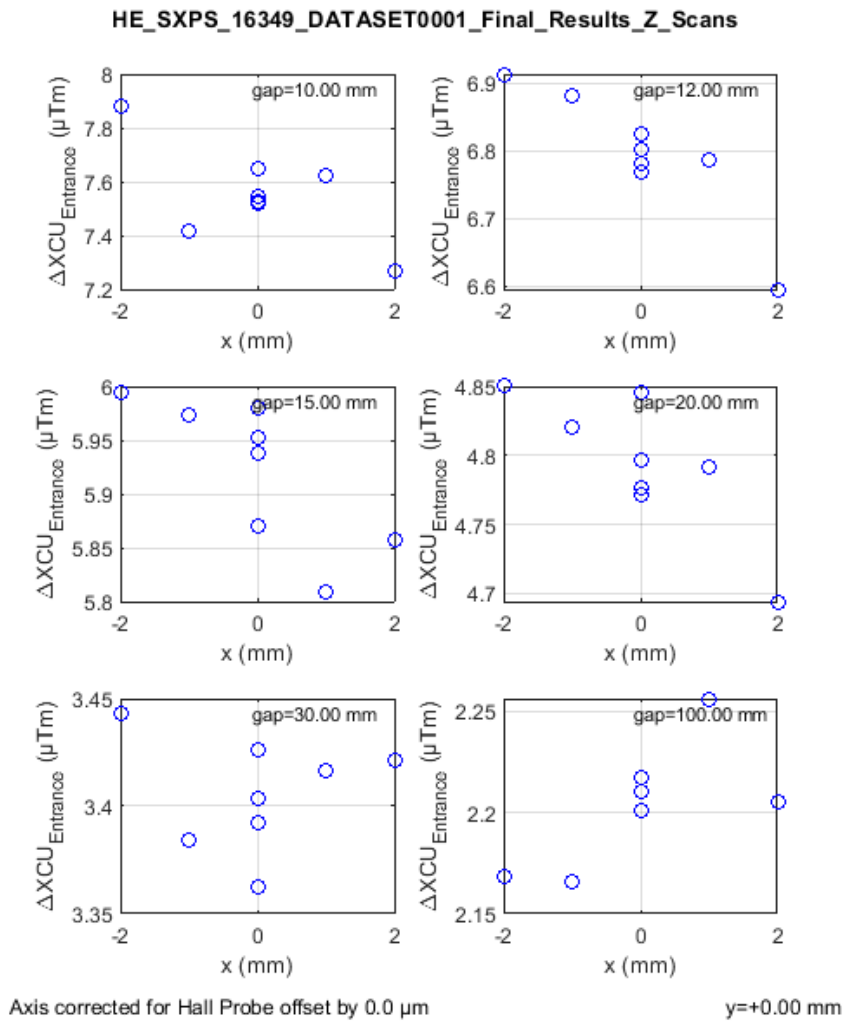 HE_SXPS_16349_DATASET0001_Final_Results_Z_Scans
gap=10.00 mm
ΔXCU_Entrance (µTm)
8
7.8
7.6
7.4
7.2
-2 0 2
x (mm)
gap=12.00 mm
ΔXCU_Entrance (µTm)
6.9
6.8
6.7
6.6
-2 0 2
x (mm)
gap=15.00 mm
ΔXCU_Entrance (µTm)
6
5.95
5.9
5.85
5.8
-2 0 2
x (mm)
gap=20.00 mm
ΔXCU_Entrance (µTm)
4.85
4.8
4.75
4.7
-2 0 2
x (mm)
gap=30.00 mm
ΔXCU_Entrance (µTm)
3.45
3.4
3.35
-2 0 2
x (mm)
gap=100.00 mm
ΔXCU_Entrance (µTm)
2.25
2.2
2.15
-2 0 2
x (mm)
Axis corrected for Hall Probe offset by 0.0 µm
y=+0.00 mm